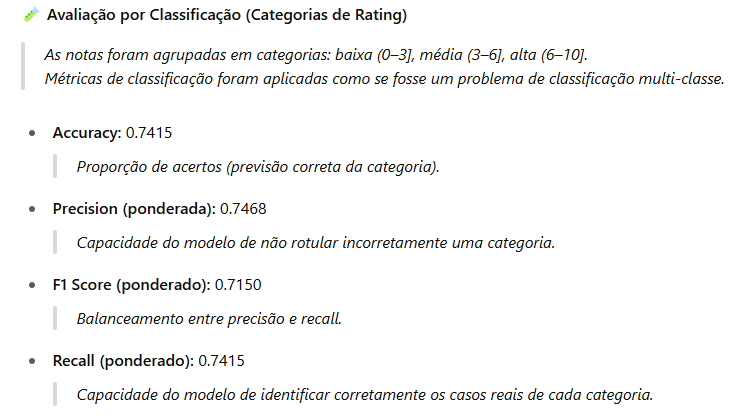 🧪 Avaliação por Classificação (Categorias de Rating)
As notas foram agrupadas em categorias: baixa (0–3], média (3–6], alta (6–10].
Métricas de classificação foram aplicadas como se fosse um problema de classificação multi-classe.
• Accuracy: 0.7415
Proporção de acertos (previsão correta da categoria).
• Precision (ponderada): 0.7468
Capacidade do modelo de não rotular incorretamente uma categoria.
• F1 Score (ponderado): 0.7150
Balanceamento entre precisão e recall.
• Recall (ponderado): 0.7415
Capacidade do modelo de identificar corretamente os casos reais de cada categoria.